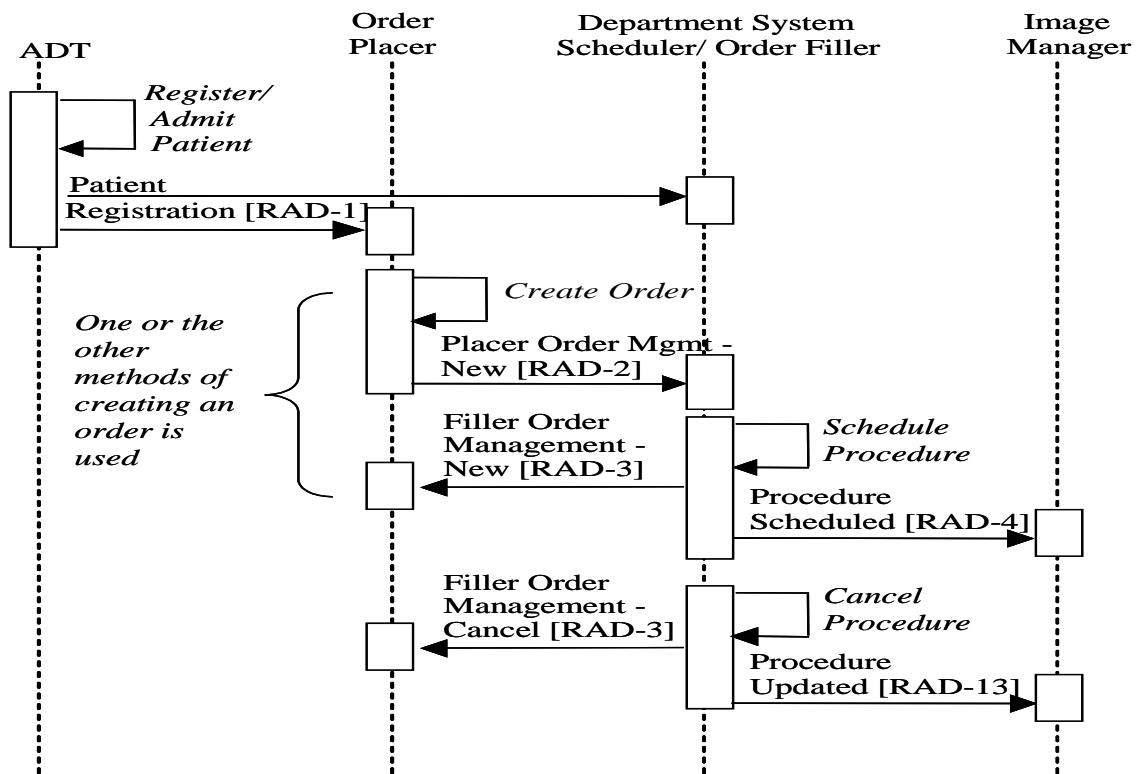 ADT
Order
Placer
Department System
Scheduler/ Order Filler
Image
Manager
Register/
Admit
Patient
Patient
Registration [RAD-1]
Create Order
One or the
other
methods of
creating an
order is
used
Placer Order Mgmt -
New [RAD-2]
Filler Order
Management -
New [RAD-3]
Schedule
Procedure
Procedure
Scheduled [RAD-4]
Filler Order
Management -
Cancel [RAD-3]
Cancel
Procedure
Procedure
Updated [RAD-13]